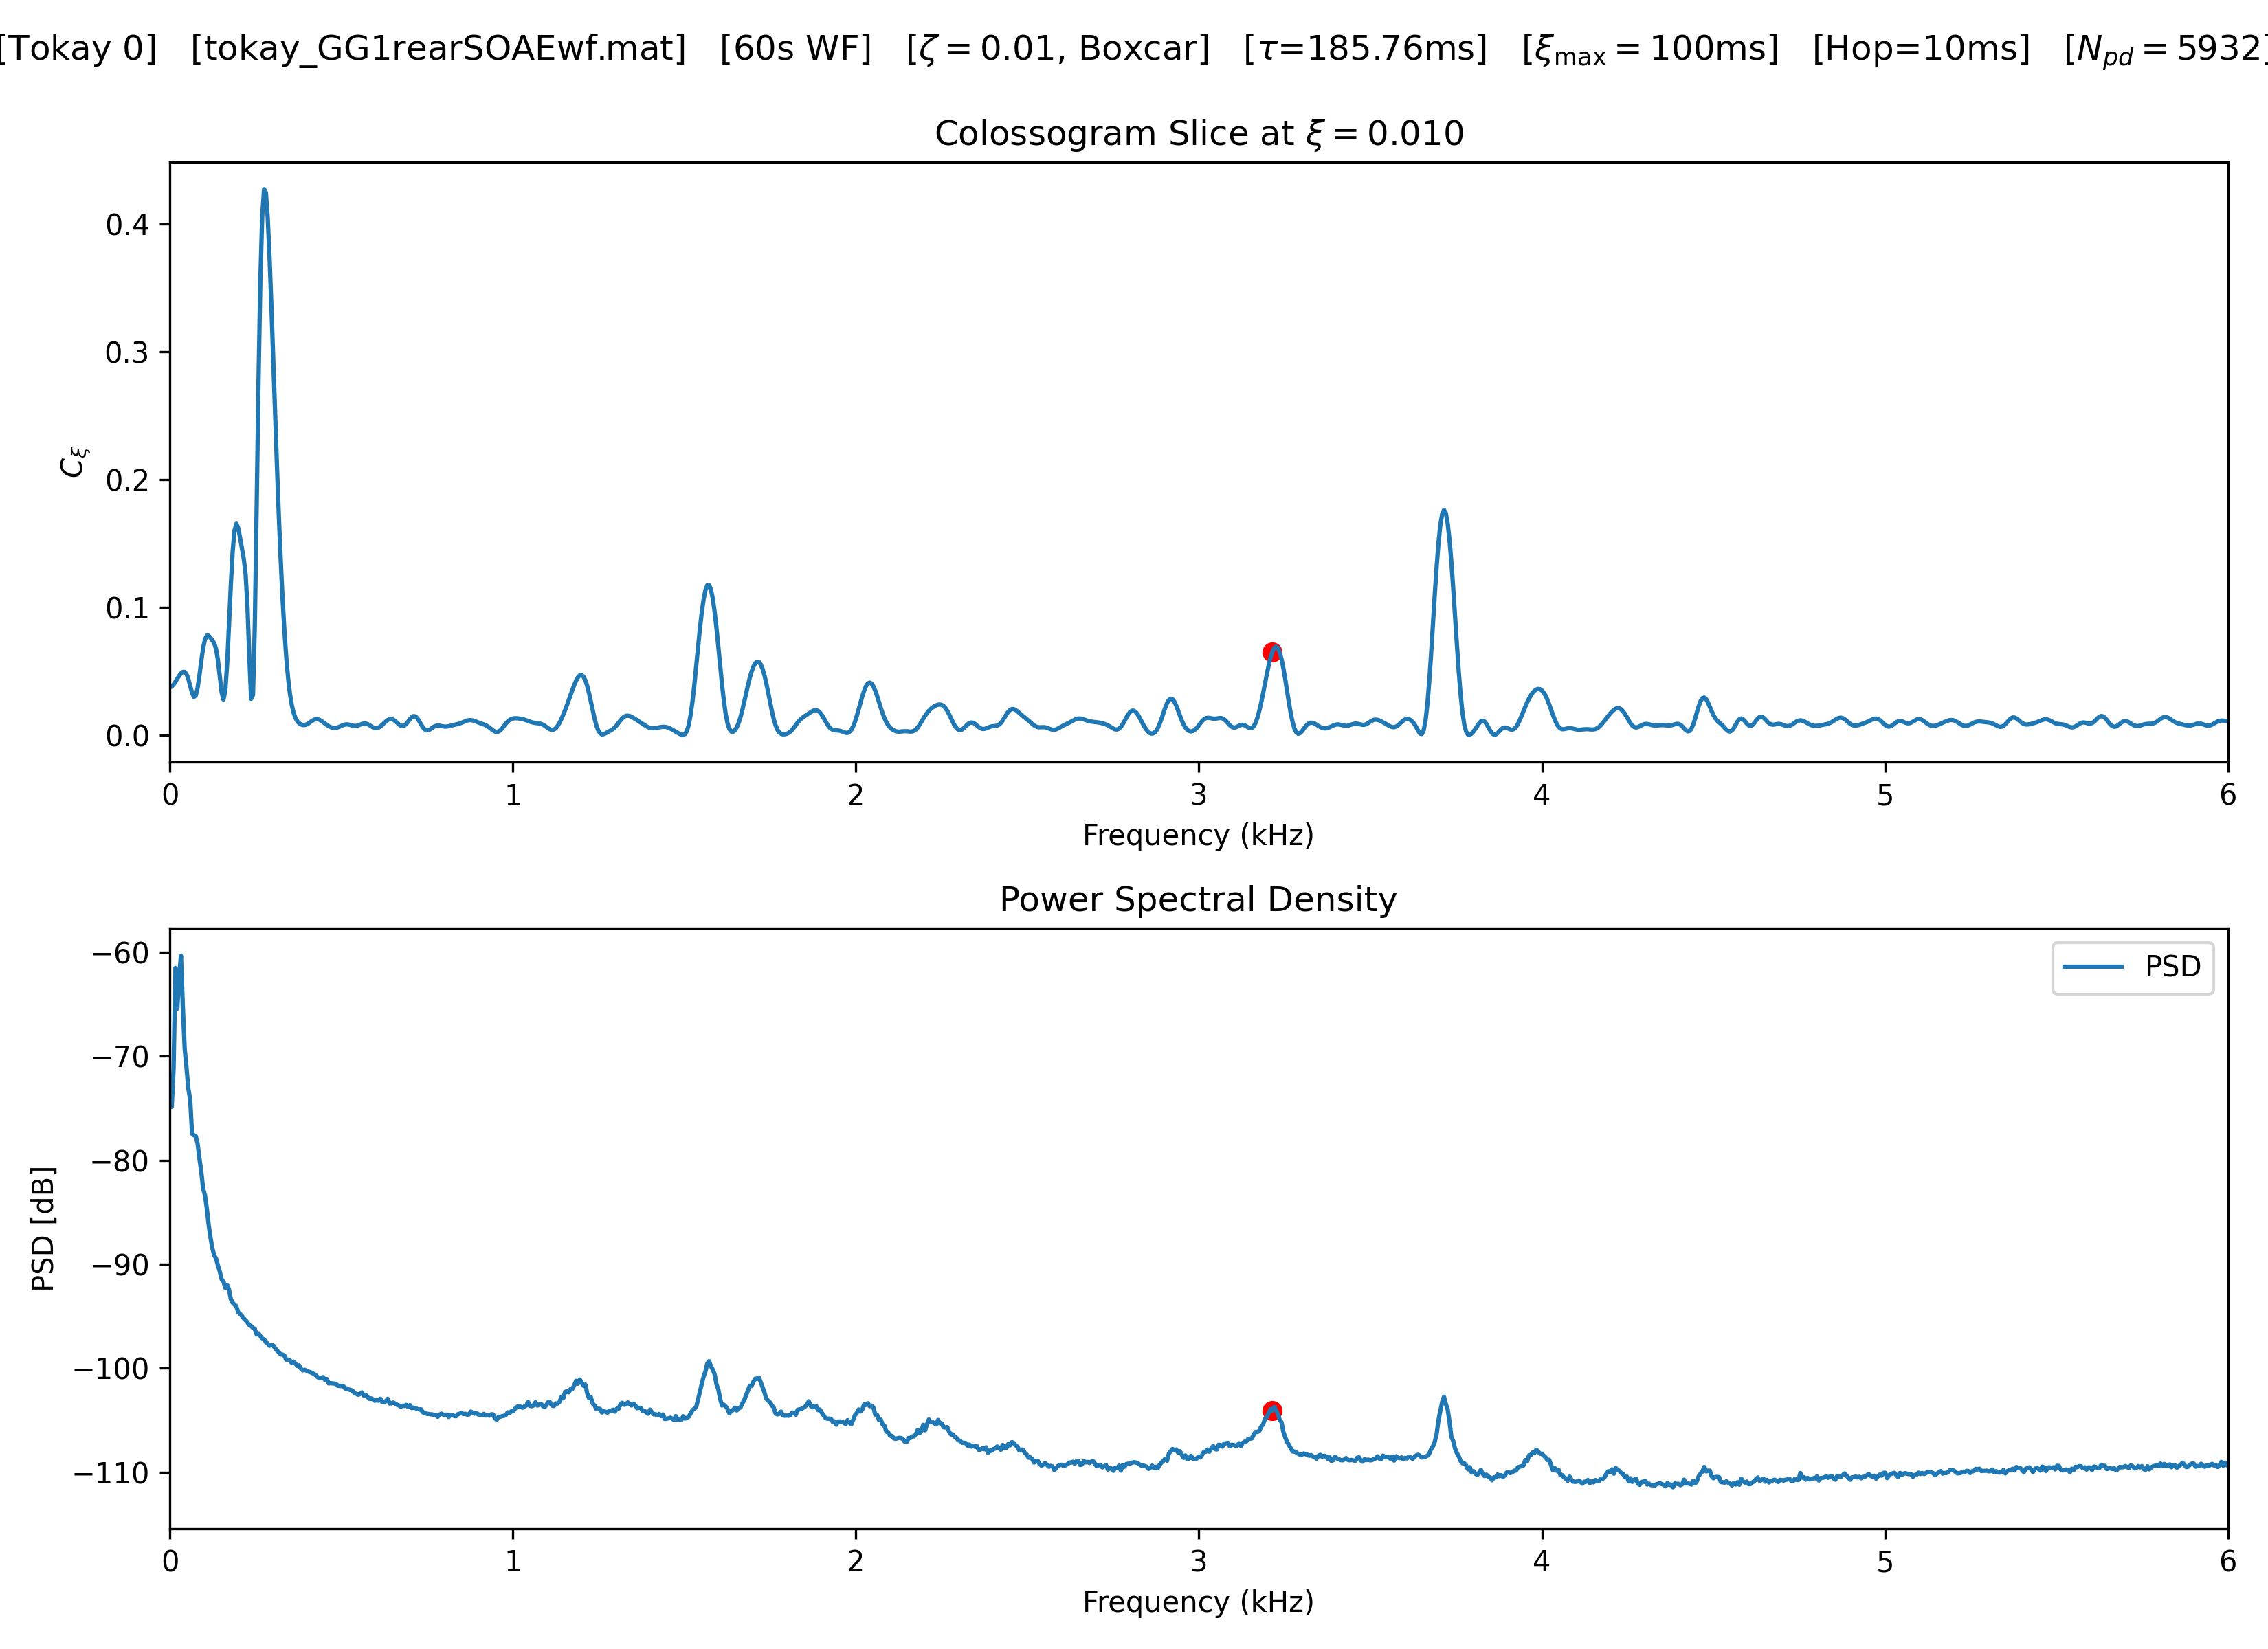 [Tokay 0] [tokay_GG1rearSOAEwf.mat] [60s WF] [ζ = 0.01, Boxcar] [τ=185.76ms] [ξmax = 100ms] [Hop=10ms] [Npd = 5932]
Colossogram Slice at ξ = 0.010
0.4
0.3
0.2
0.1
0.0
Cξ
0 1 2 3 4 5 6
Frequency (kHz)
Power Spectral Density
−60
−70
−80
−90
−100
−110
PSD [dB]
PSD
0 1 2 3 4 5 6
Frequency (kHz)